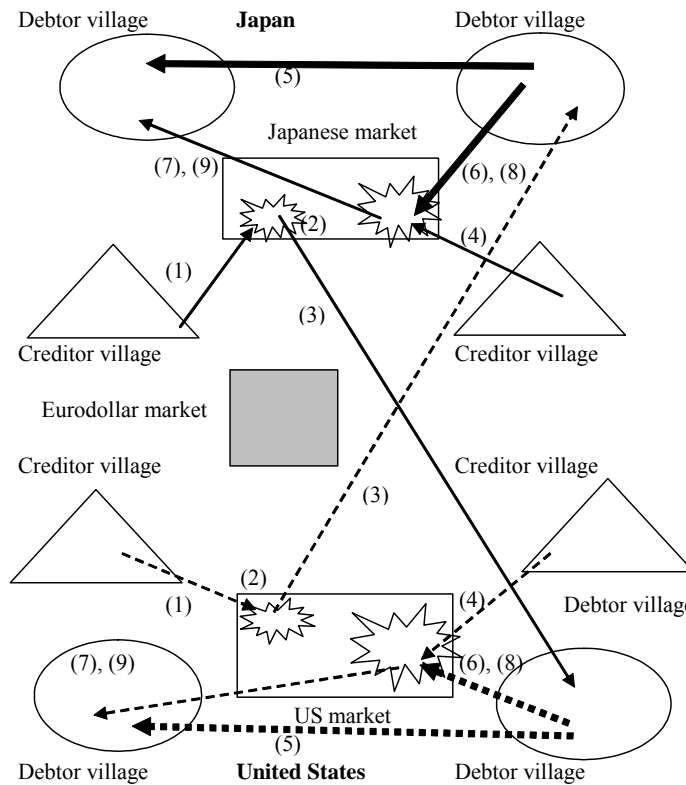 Debtor village Japan Debtor village
(5)
Japanese market
(7), (9) (6), (8)
(2)
(4)
(1)
(3)
Creditor village Creditor village
Eurodollar market
Creditor village Creditor village
(3)
(2)
(1) (4)
Debtor village
(7), (9) (6), (8)
US market
(5)
Debtor village United States Debtor village